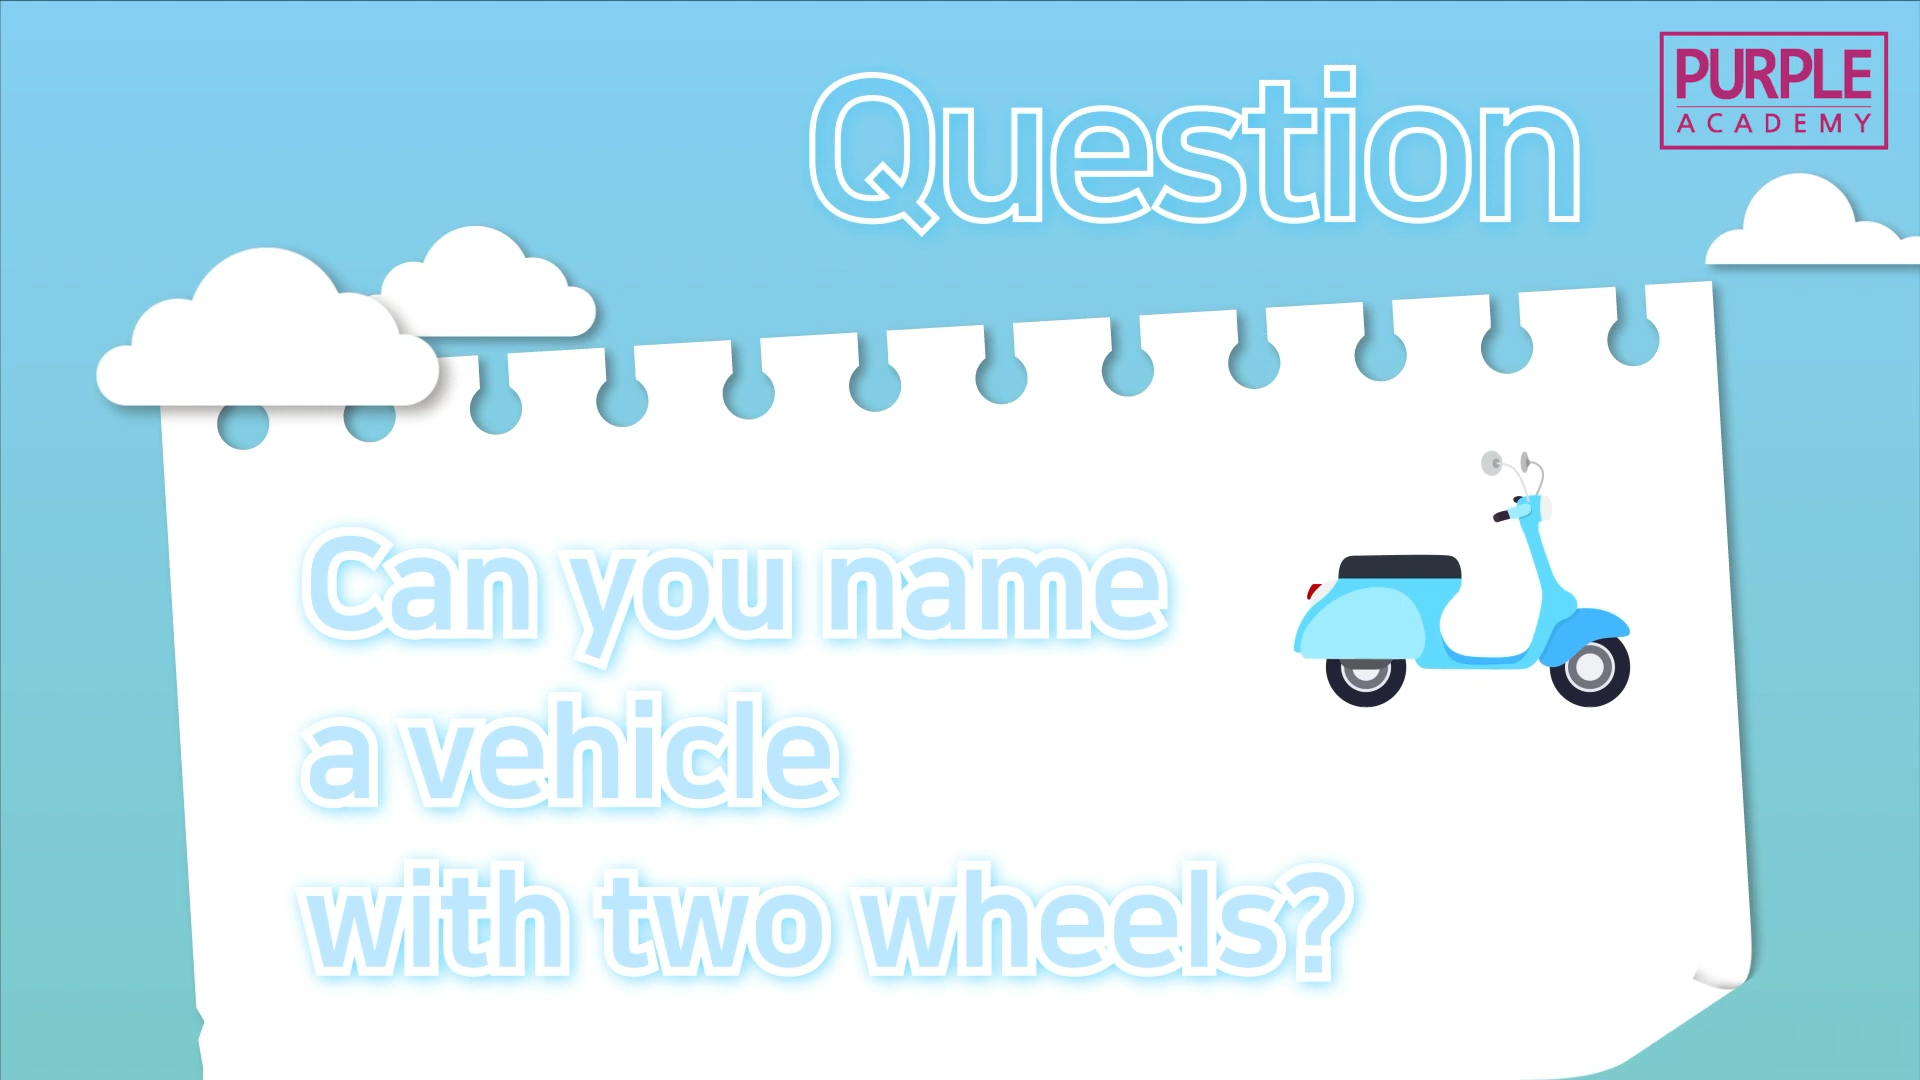 Question
PURPLE
ACADEMY
Can you name
a vehicle
with two wheels?